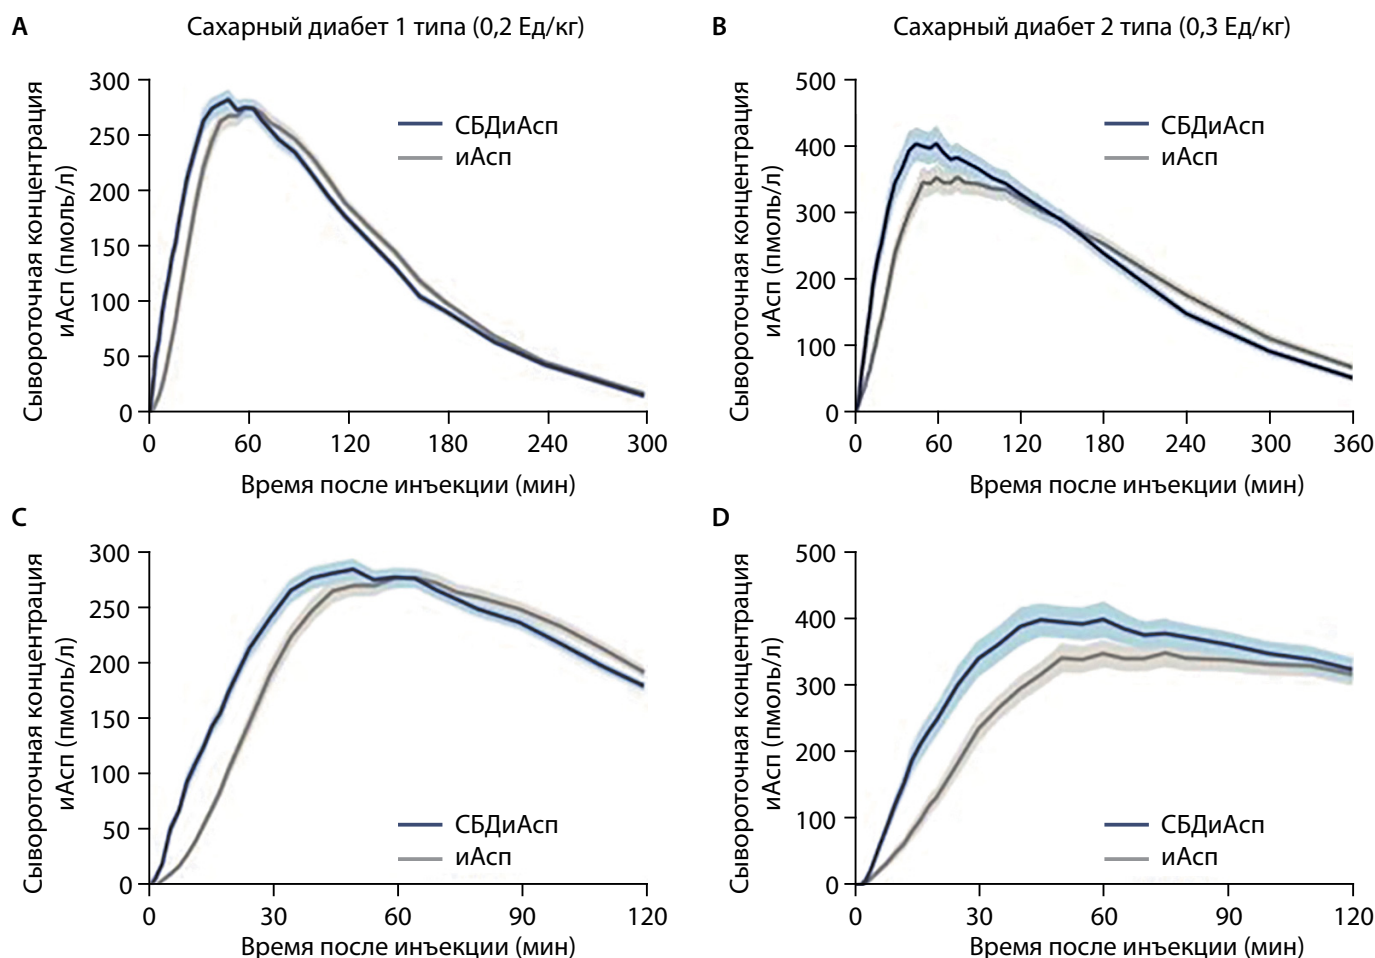 A Сахарный диабет 1 типа (0,2 Ед/кг)
Сывороточная концентрация
иАсп (пмоль/л)
300
250
200
150
100
50
0
СБДиАсп
иАсп
0 60 120 180 240 300
Время после инъекции (мин)
B Сахарный диабет 2 типа (0,3 Ед/кг)
Сывороточная концентрация
иАсп (пмоль/л)
500
450
400
300
200
100
0
СБДиАсп
иАсп
0 60 120 180 240 300 360
Время после инъекции (мин)
C
Сывороточная концентрация
иАсп (пмоль/л)
300
250
200
150
100
50
0
СБДиАсп
иАсп
0 30 60 90 120
Время после инъекции (мин)
D
Сывороточная концентрация
иАсп (пмоль/л)
500
400
300
200
100
0
СБДиАсп
иАсп
0 30 60 90 120
Время после инъекции (мин)